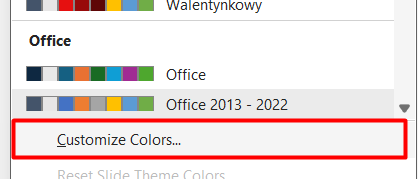 Walentynkowy
Office
Office
Office 2013 - 2022
Customize Colors...
Reset Slide Theme Colors